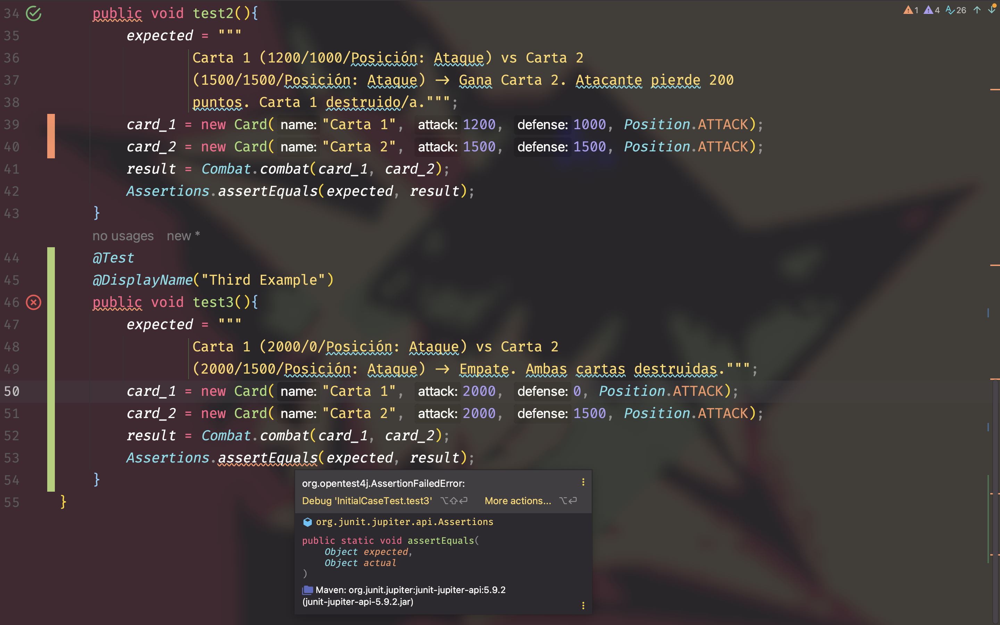 34 public void test2(){
1 4 26
35 expected = """
36 Carta 1 (1200/1000/Posición: Ataque) vs Carta 2
37 (1500/1500/Posición: Ataque) → Gana Carta 2. Atacante pierde 200
38 puntos. Carta 1 destruido/a.""";
39 card_1 = new Card( name: "Carta 1", attack: 1200, defense: 1000, Position.ATTACK);
40 card_2 = new Card( name: "Carta 2", attack: 1500, defense: 1500, Position.ATTACK);
41 result = Combat.combat(card_1, card_2);
42 Assertions.assertEquals(expected, result);
43 }
no usages new *
44 @Test
45 @DisplayName("Third Example")
46 public void test3(){
47 expected = """
48 Carta 1 (2000/0/Posición: Ataque) vs Carta 2
49 (2000/1500/Posición: Ataque) → Empate. Ambas cartas destruidas.""";
50 card_1 = new Card( name: "Carta 1", attack: 2000, defense: 0, Position.ATTACK);
51 card_2 = new Card( name: "Carta 2", attack: 2000, defense: 1500, Position.ATTACK);
52 result = Combat.combat(card_1, card_2);
53 Assertions.assertEquals(expected, result);
54 }
55 }
org.opentest4j.AssertionFailedError:
Debug 'InitialCaseTest.test3' ⌥⇧⏎ More actions... ⌥⏎
org.junit.jupiter.api.Assertions
public static void assertEquals(
Object expected,
Object actual
)
Maven: org.junit.jupiter:junit-jupiter-api:5.9.2
(junit-jupiter-api-5.9.2.jar)